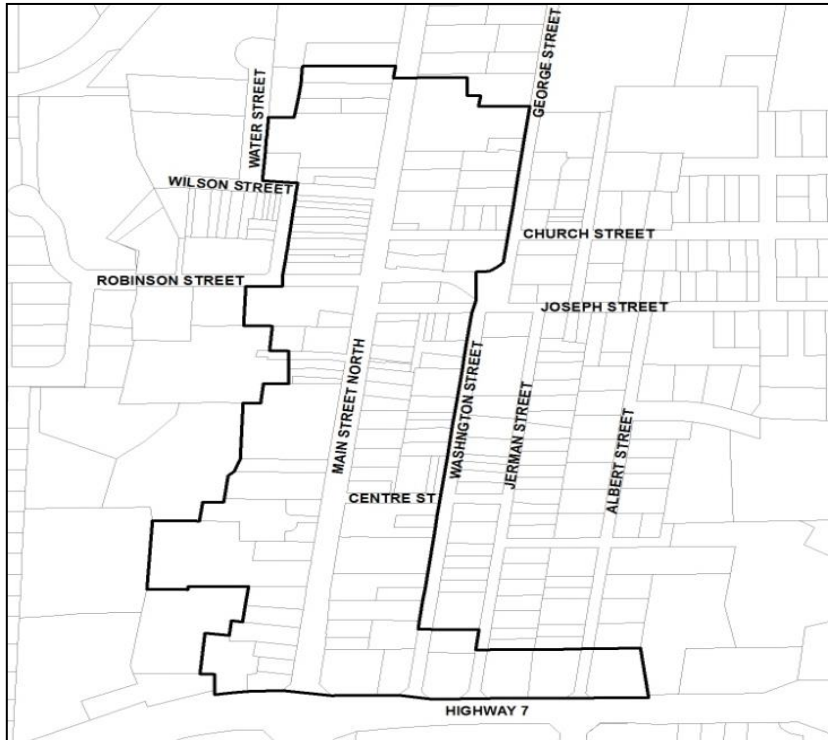 GEORGE STREET
WATER STREET
WILSON STREET
CHURCH STREET
ROBINSON STREET
JOSEPH STREET
MAIN STREET NORTH
WASHNGTON STREET
JERMAN STREET
ALBERT STREET
CENTRE ST
HIGHWAY 7